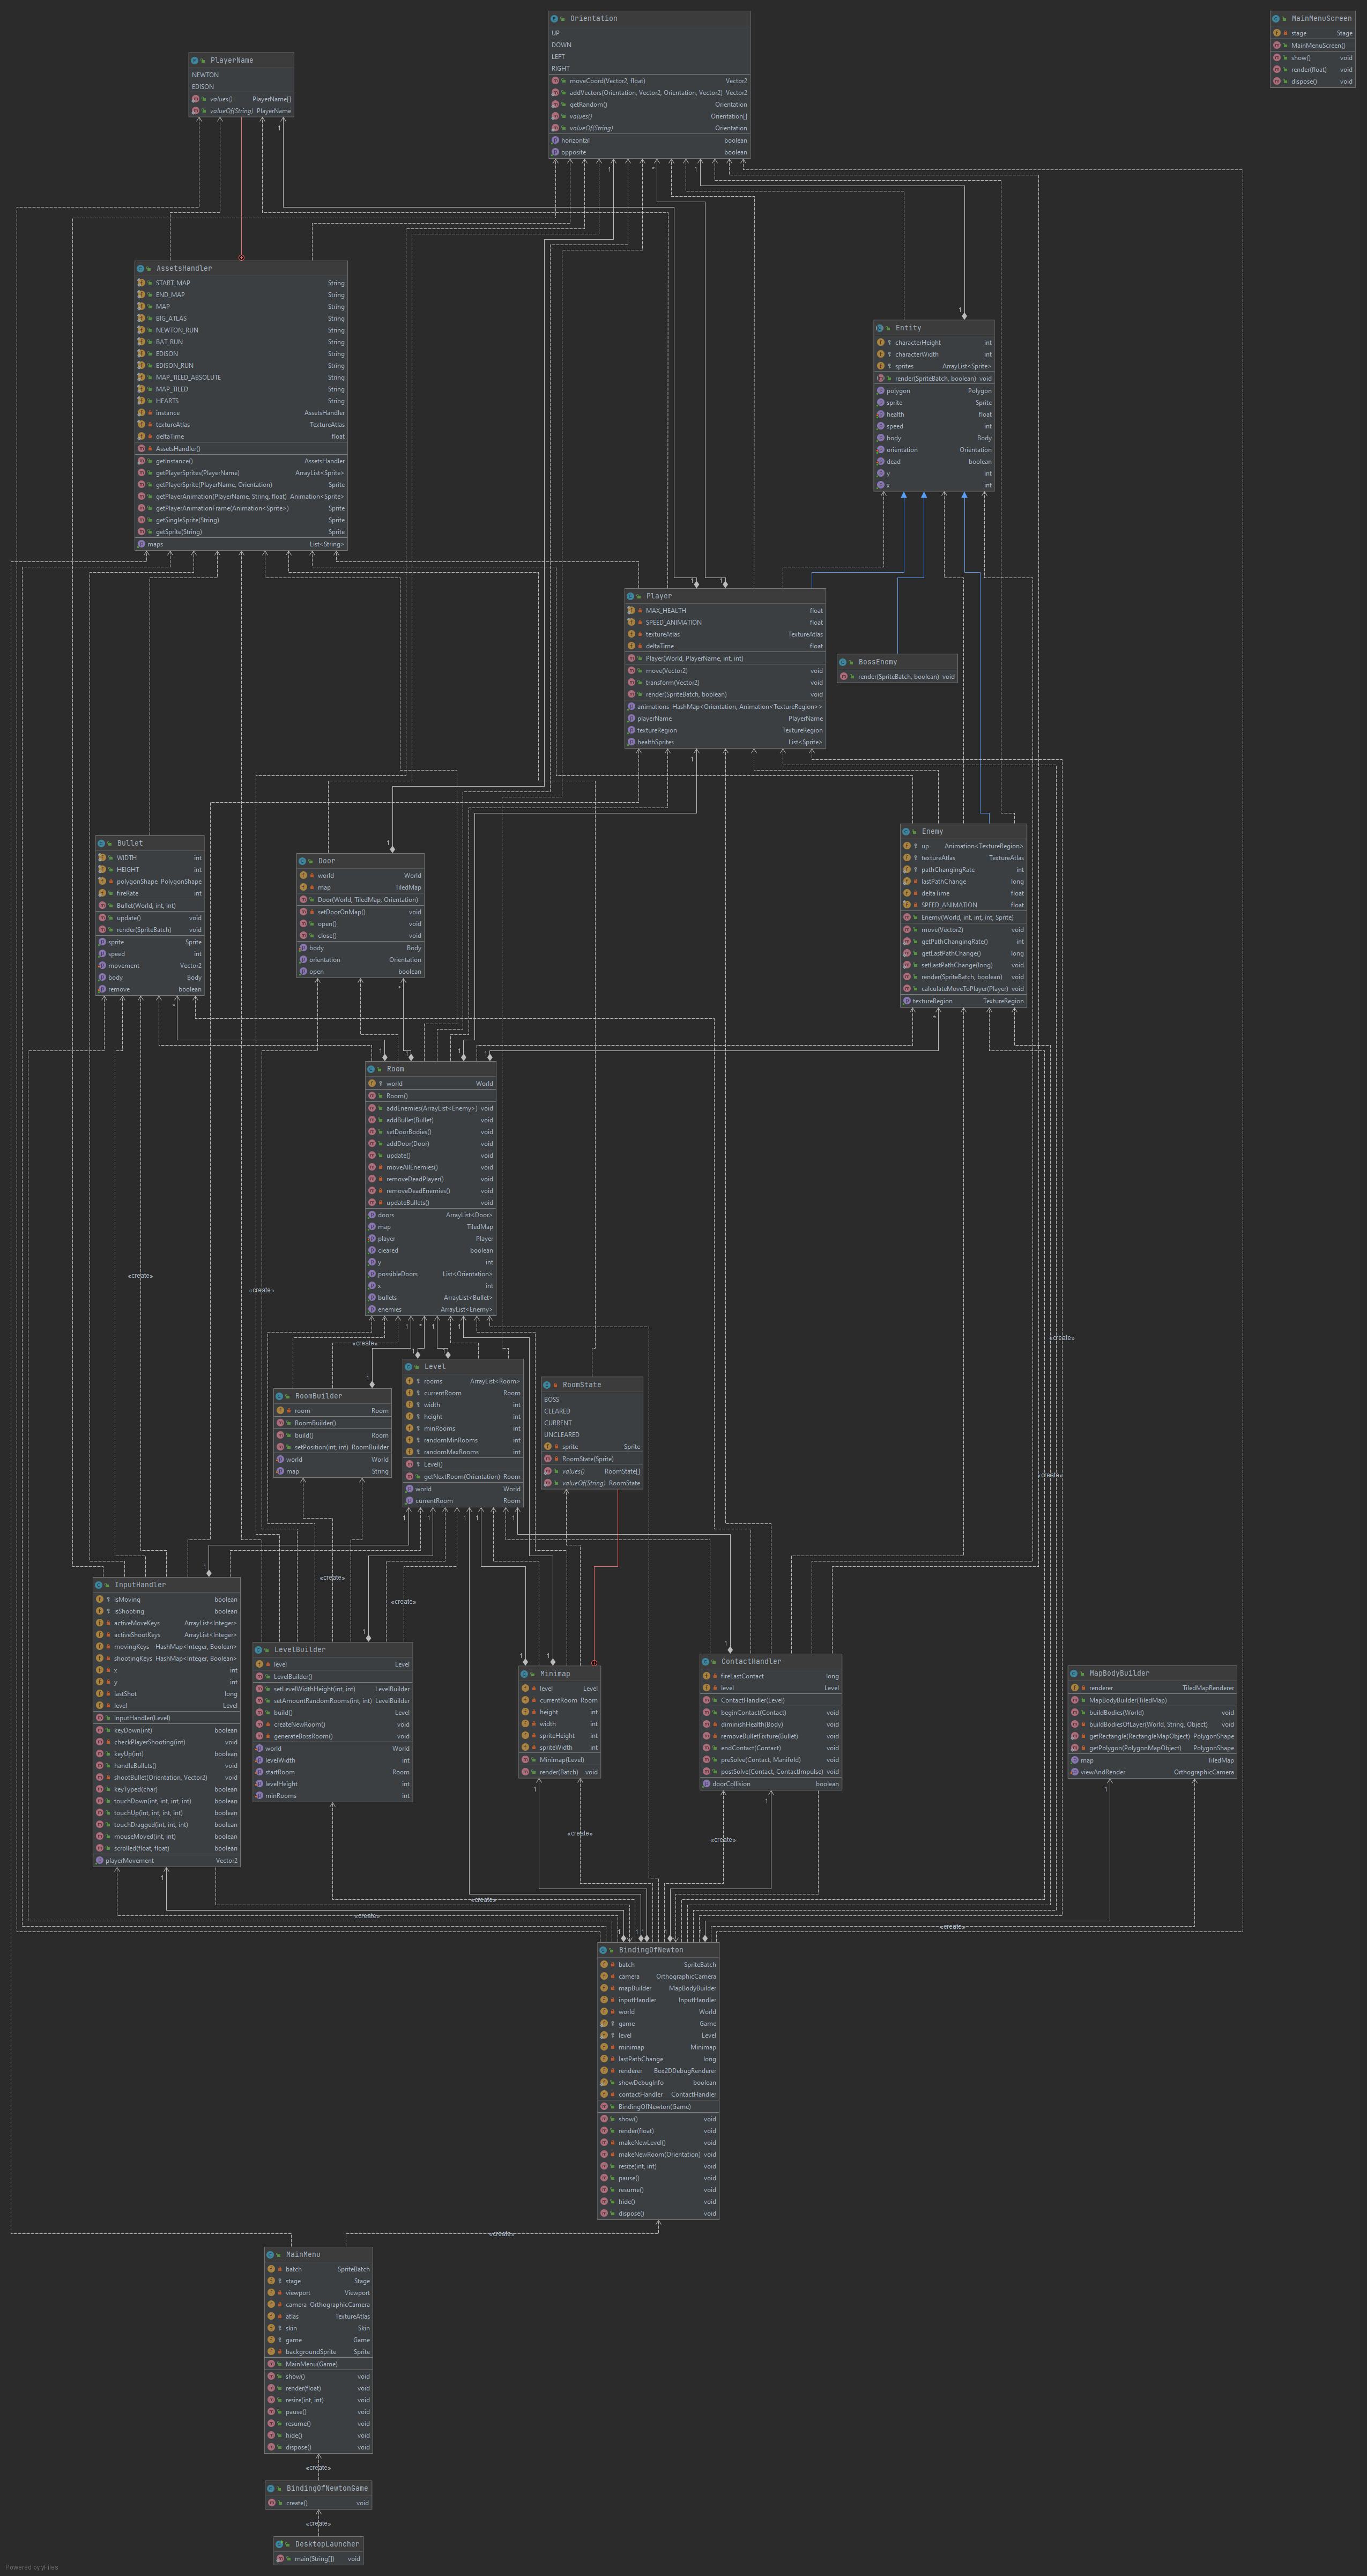 Orientation
UP
DOWN
LEFT
RIGHT
moveCoord(Vector2, float) Vector2
addVectors(Orientation, Vector2, Orientation, Vector2) Vector2
getRandom() Orientation
values() Orientation[]
valueOf(String) Orientation
horizontal boolean
opposite boolean
MainMenuScreen
stage Stage
MainMenuScreen()
show() void
render(float) void
dispose() void
PlayerName
NEWTON
EDISON
values() PlayerName[]
valueOf(String) PlayerName
AssetsHandler
START_MAP String
END_MAP String
MAP String
BIG_ATLAS String
NEWTON_RUN String
BAT_RUN String
EDISON String
EDISON_RUN String
MAP_TILED_ABSOLUTE String
MAP_TILED String
HEARTS String
instance AssetsHandler
textureAtlas TextureAtlas
deltaTime float
AssetsHandler()
getInstance() AssetsHandler
getPlayerSprites(PlayerName) ArrayList<Sprite>
getPlayerSprite(PlayerName, Orientation) Sprite
getPlayerAnimation(PlayerName, String, float) Animation<Sprite>
getPlayerAnimationFrame(Animation<Sprite>) Sprite
getSingleSprite(String) Sprite
getSprite(String) Sprite
maps List<String>
Entity
characterHeight int
characterWidth int
sprites ArrayList<Sprite>
render(SpriteBatch, boolean) void
polygon Polygon
sprite Sprite
health float
speed int
body Body
orientation Orientation
dead boolean
y int
x int
Player
MAX_HEALTH float
SPEED_ANIMATION float
textureAtlas TextureAtlas
deltaTime float
Player(World, PlayerName, int, int)
move(Vector2) void
transform(Vector2) void
render(SpriteBatch, boolean) void
animations HashMap<Orientation, Animation<TextureRegion>>
playerName PlayerName
textureRegion TextureRegion
healthSprites List<Sprite>
BossEnemy
render(SpriteBatch, boolean) void
Bullet
WIDTH int
HEIGHT int
polygonShape PolygonShape
fireRate int
Bullet(World, int, int)
update() void
render(SpriteBatch) void
sprite Sprite
speed int
movement Vector2
body Body
remove boolean
Door
world World
map TiledMap
Door(World, TiledMap, Orientation)
setDoorOnMap() void
open() void
close() void
body Body
orientation Orientation
open boolean
Enemy
up Animation<TextureRegion>
textureAtlas TextureAtlas
pathChangingRate int
lastPathChange long
deltaTime float
SPEED_ANIMATION float
Enemy(World, int, int, int, Sprite)
move(Vector2) void
getPathChangingRate() int
getLastPathChange() long
setLastPathChange(long) void
render(SpriteBatch, boolean) void
calculateMoveToPlayer(Player) void
textureRegion TextureRegion
Room
world World
Room()
addEnemies(ArrayList<Enemy>) void
addBullet(Bullet) void
setDoorBodies() void
addDoor(Door) void
update() void
moveAllEnemies() void
removeDeadPlayer() void
removeDeadEnemies() void
updateBullets() void
doors ArrayList<Door>
map TiledMap
player Player
cleared boolean
y int
possibleDoors List<Orientation>
x int
bullets ArrayList<Bullet>
enemies ArrayList<Enemy>
«create»
«create»
«create»
«create»
RoomBuilder
room Room
RoomBuilder()
build() Room
setPosition(int, int) RoomBuilder
world World
map String
Level
rooms ArrayList<Room>
currentRoom Room
width int
height int
minRooms int
randomMinRooms int
randomMaxRooms int
Level()
getNextRoom(Orientation) Room
world World
currentRoom Room
RoomState
BOSS
CLEARED
CURRENT
UNCLEARED
sprite Sprite
RoomState(Sprite)
values() RoomState[]
valueOf(String) RoomState
«create»
«create»
«create»
InputHandler
isMoving boolean
isShooting boolean
activeMoveKeys ArrayList<Integer>
activeShootKeys ArrayList<Integer>
movingKeys HashMap<Integer, Boolean>
shootingKeys HashMap<Integer, Boolean>
x int
y int
lastShot long
level Level
InputHandler(Level)
keyDown(int) boolean
checkPlayerShooting(int) void
keyUp(int) boolean
handleBullets() void
shootBullet(Orientation, Vector2) void
keyTyped(char) boolean
touchDown(int, int, int, int) boolean
touchUp(int, int, int, int) boolean
touchDragged(int, int, int) boolean
mouseMoved(int, int) boolean
scrolled(float, float) boolean
playerMovement Vector2
LevelBuilder
level Level
LevelBuilder()
setLevelWidthHeight(int, int) LevelBuilder
setAmountRandomRooms(int, int) LevelBuilder
build() Level
createNewRoom() void
generateBossRoom() void
world World
levelWidth int
startRoom Room
levelHeight int
minRooms int
Minimap
level Level
currentRoom Room
height int
width int
spriteHeight int
spriteWidth int
Minimap(Level)
render(Batch) void
ContactHandler
fireLastContact long
level Level
ContactHandler(Level)
beginContact(Contact) void
diminishHealth(Body) void
removeBulletFixture(Bullet) void
endContact(Contact) void
preSolve(Contact, Manifold) void
postSolve(Contact, ContactImpulse) void
doorCollision boolean
MapBodyBuilder
renderer TiledMapRenderer
MapBodyBuilder(TiledMap)
buildBodies(World) void
buildBodiesOfLayer(World, String, Object) void
getRectangle(RectangleMapObject) PolygonShape
getPolygon(PolygonMapObject) PolygonShape
map TiledMap
viewAndRender OrthographicCamera
«create»
«create»
«create»
«create»
«create»
BindingOfNewton
batch SpriteBatch
camera OrthographicCamera
mapBuilder MapBodyBuilder
inputHandler InputHandler
world World
game Game
level Level
minimap Minimap
lastPathChange long
renderer Box2DDebugRenderer
showDebugInfo boolean
contactHandler ContactHandler
BindingOfNewton(Game)
show() void
render(float) void
makeNewLevel() void
makeNewRoom(Orientation) void
resize(int, int) void
pause() void
resume() void
hide() void
dispose() void
«create»
MainMenu
batch SpriteBatch
stage Stage
viewport Viewport
camera OrthographicCamera
atlas TextureAtlas
skin Skin
game Game
backgroundSprite Sprite
MainMenu(Game)
show() void
render(float) void
resize(int, int) void
pause() void
resume() void
hide() void
dispose() void
«create»
BindingOfNewtonGame
create() void
«create»
DesktopLauncher
main(String[]) void
Powered by yFiles